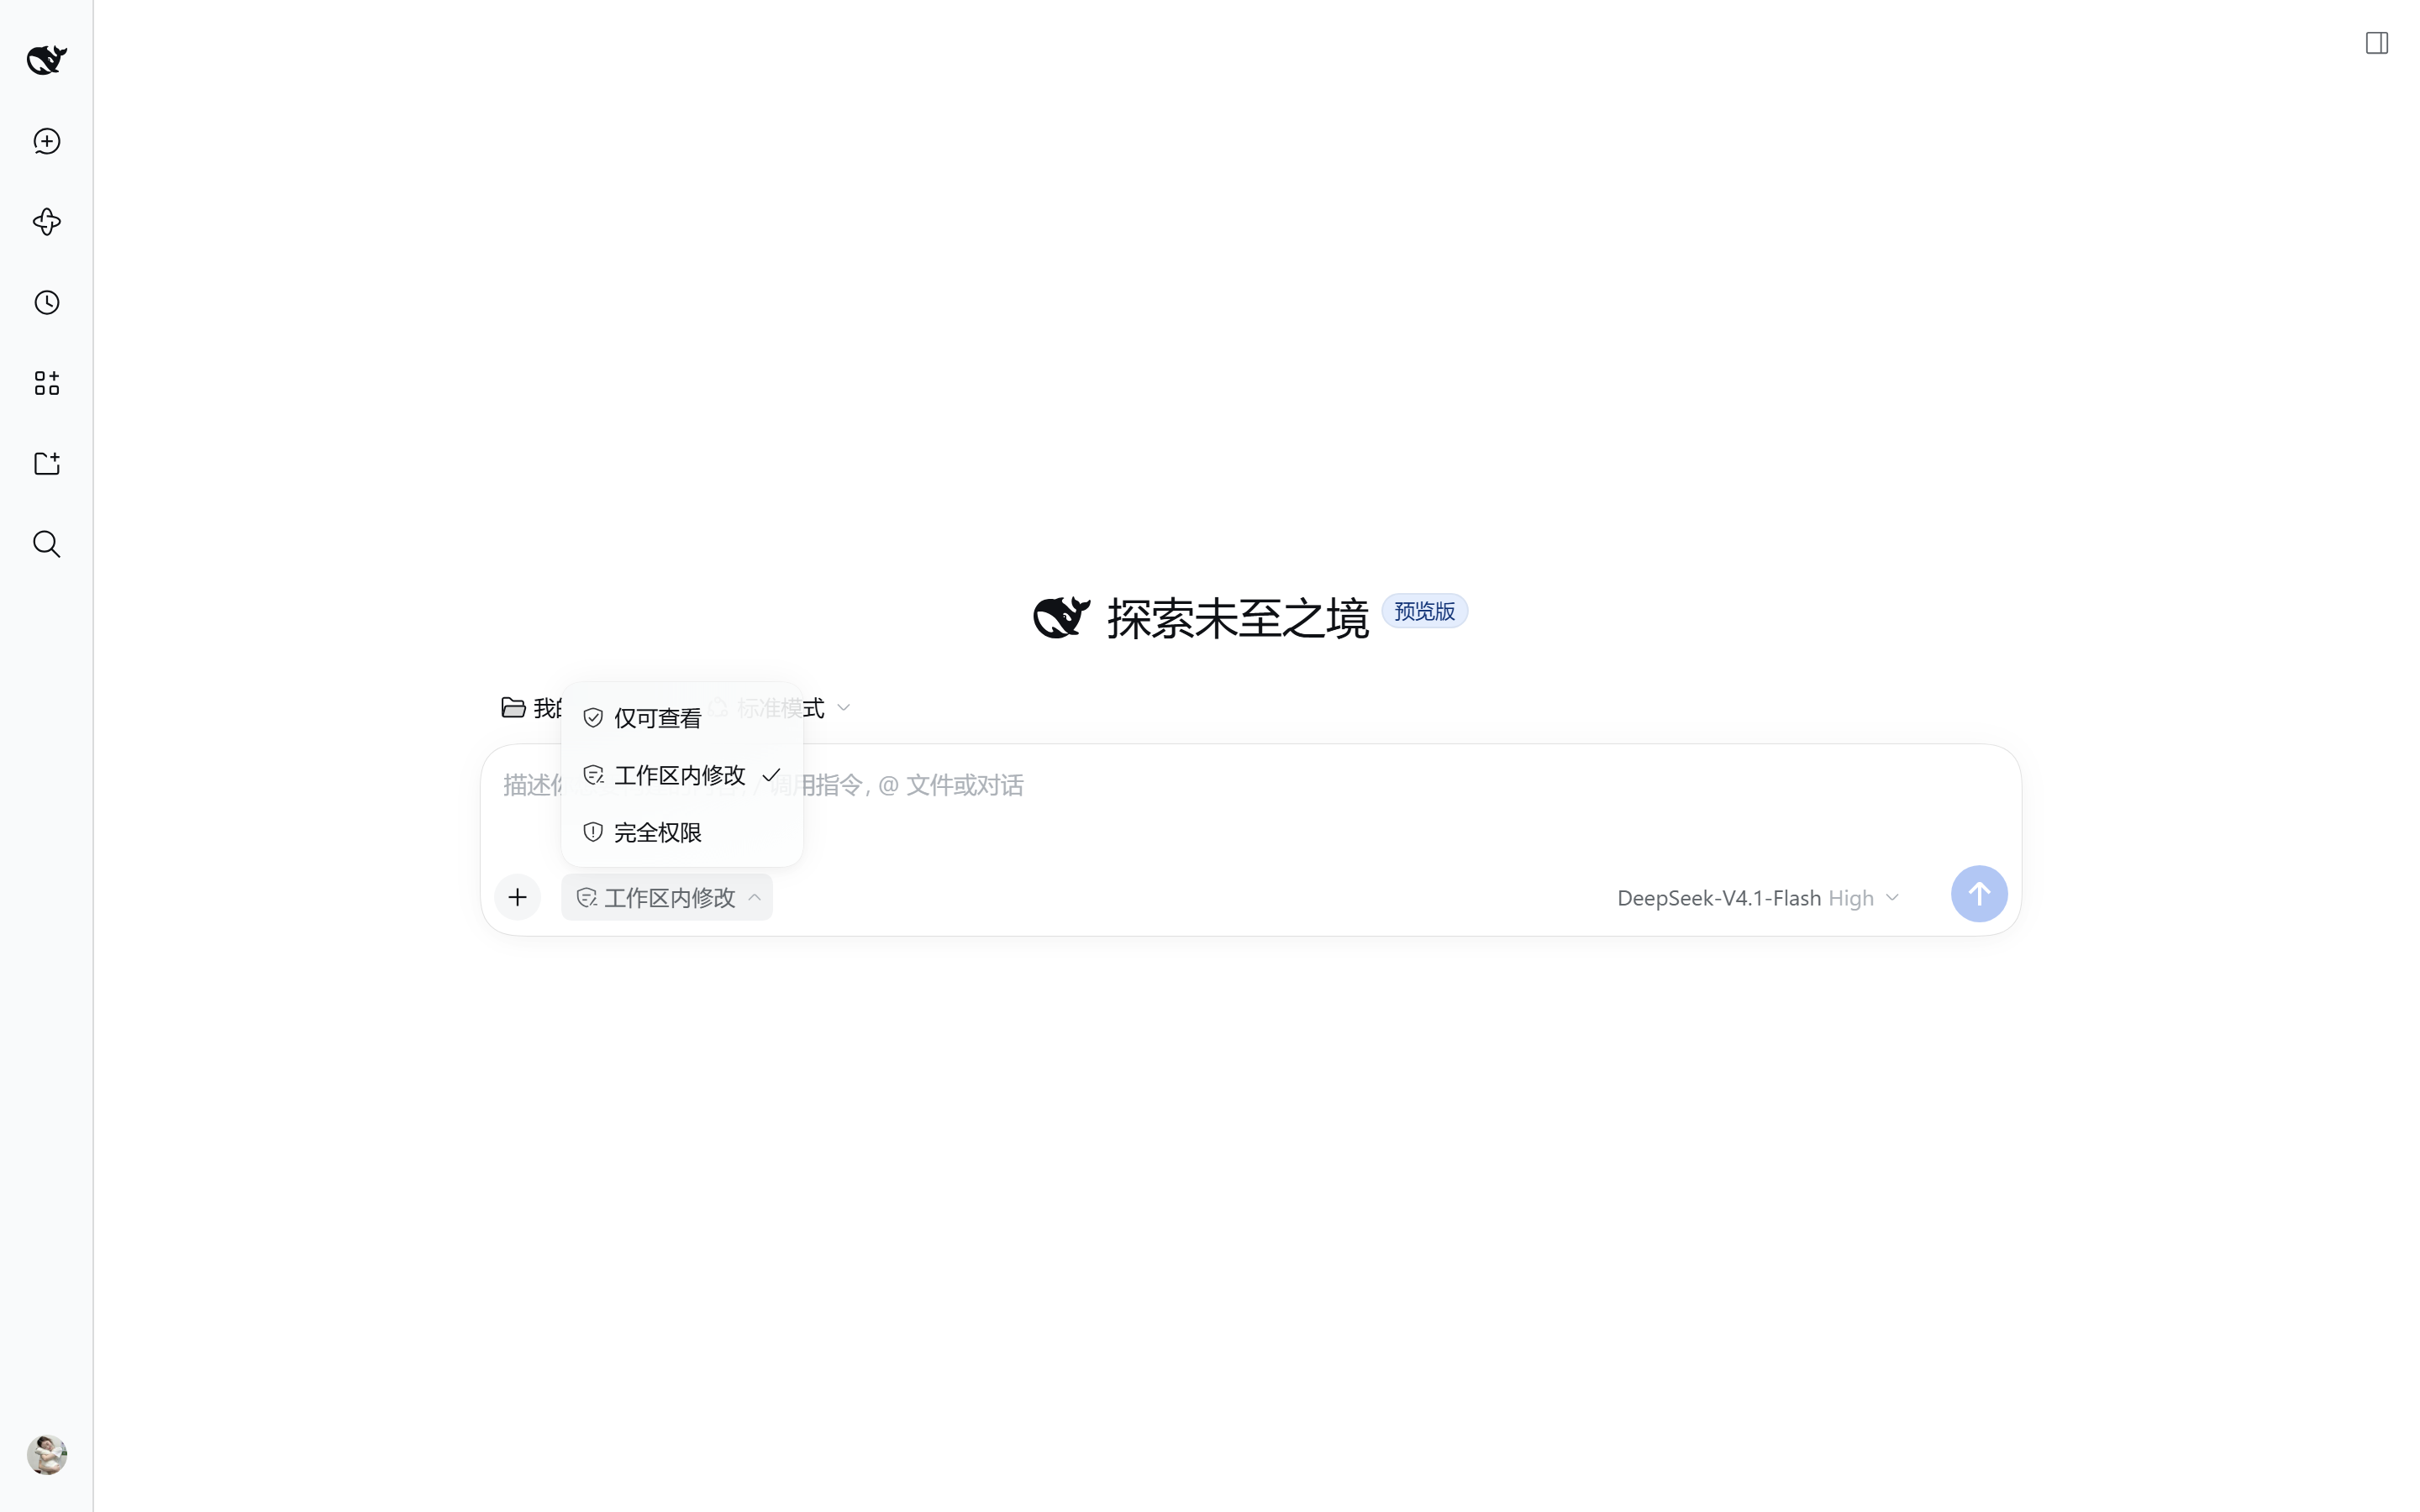 探索未至之境 预览版
我的 标准模式
仅可查看
工作区内修改
完全权限
描述 调用指令, @ 文件或对话
工作区内修改
DeepSeek-V4.1-Flash High